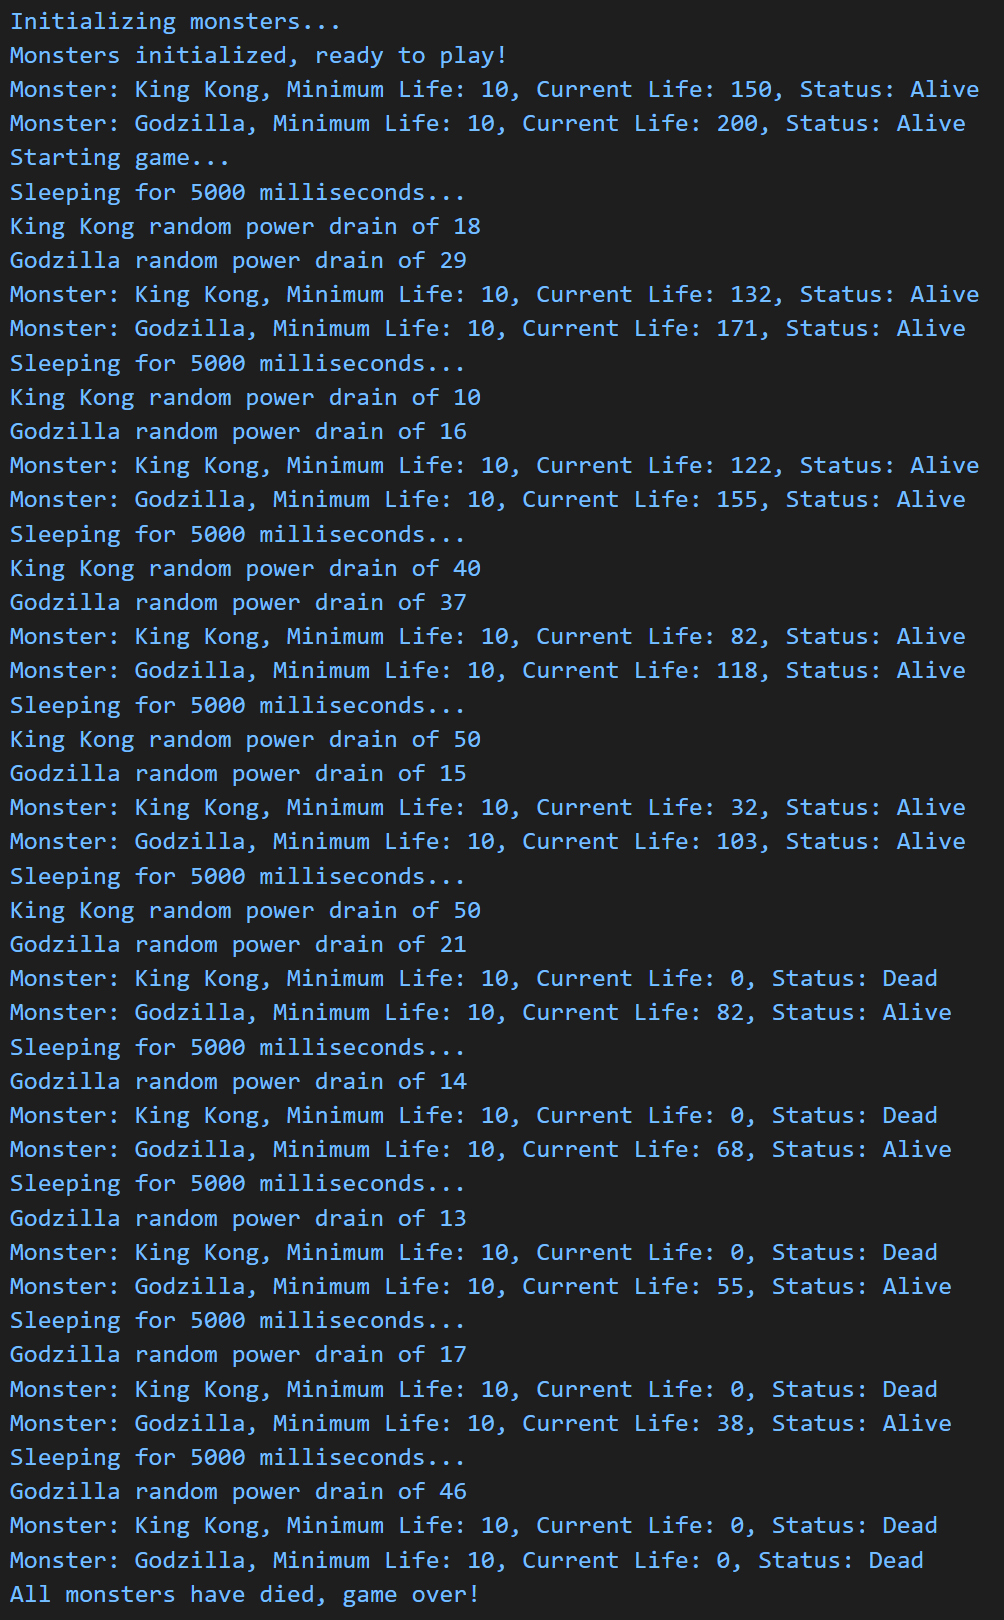 Initializing monsters...
Monsters initialized, ready to play!
Monster: King Kong, Minimum Life: 10, Current Life: 150, Status: Alive
Monster: Godzilla, Minimum Life: 10, Current Life: 200, Status: Alive
Starting game...
Sleeping for 5000 milliseconds...
King Kong random power drain of 18
Godzilla random power drain of 29
Monster: King Kong, Minimum Life: 10, Current Life: 132, Status: Alive
Monster: Godzilla, Minimum Life: 10, Current Life: 171, Status: Alive
Sleeping for 5000 milliseconds...
King Kong random power drain of 10
Godzilla random power drain of 16
Monster: King Kong, Minimum Life: 10, Current Life: 122, Status: Alive
Monster: Godzilla, Minimum Life: 10, Current Life: 155, Status: Alive
Sleeping for 5000 milliseconds...
King Kong random power drain of 40
Godzilla random power drain of 37
Monster: King Kong, Minimum Life: 10, Current Life: 82, Status: Alive
Monster: Godzilla, Minimum Life: 10, Current Life: 118, Status: Alive
Sleeping for 5000 milliseconds...
King Kong random power drain of 50
Godzilla random power drain of 15
Monster: King Kong, Minimum Life: 10, Current Life: 32, Status: Alive
Monster: Godzilla, Minimum Life: 10, Current Life: 103, Status: Alive
Sleeping for 5000 milliseconds...
King Kong random power drain of 50
Godzilla random power drain of 21
Monster: King Kong, Minimum Life: 10, Current Life: 0, Status: Dead
Monster: Godzilla, Minimum Life: 10, Current Life: 82, Status: Alive
Sleeping for 5000 milliseconds...
Godzilla random power drain of 14
Monster: King Kong, Minimum Life: 10, Current Life: 0, Status: Dead
Monster: Godzilla, Minimum Life: 10, Current Life: 68, Status: Alive
Sleeping for 5000 milliseconds...
Godzilla random power drain of 13
Monster: King Kong, Minimum Life: 10, Current Life: 0, Status: Dead
Monster: Godzilla, Minimum Life: 10, Current Life: 55, Status: Alive
Sleeping for 5000 milliseconds...
Godzilla random power drain of 17
Monster: King Kong, Minimum Life: 10, Current Life: 0, Status: Dead
Monster: Godzilla, Minimum Life: 10, Current Life: 38, Status: Alive
Sleeping for 5000 milliseconds...
Godzilla random power drain of 46
Monster: King Kong, Minimum Life: 10, Current Life: 0, Status: Dead
Monster: Godzilla, Minimum Life: 10, Current Life: 0, Status: Dead
All monsters have died, game over!